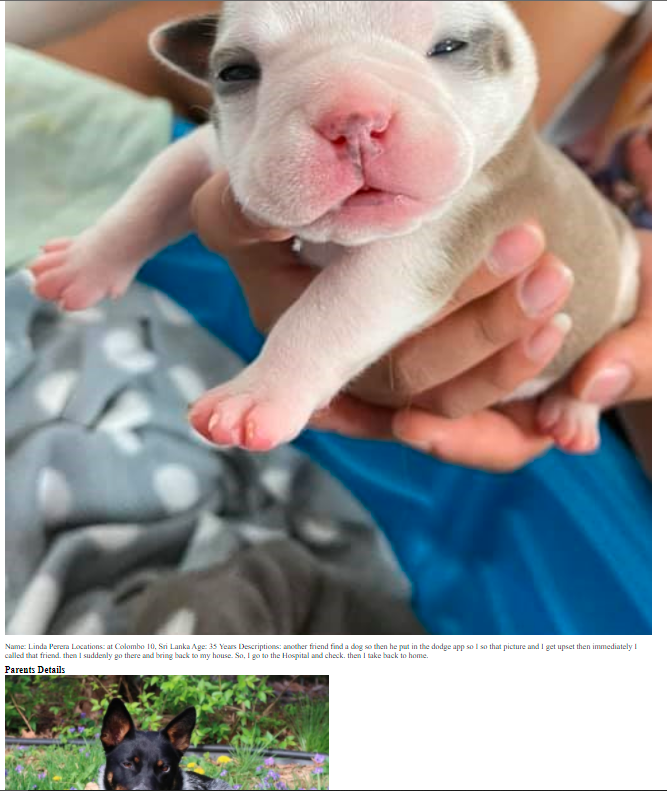 Name: Linda Perera Locations: at Colombo 10, Sri Lanka Age: 35 Years Descriptions: another friend find a dog so then he put in the dodge app so I so that picture and I get upset then immediately I
called that friend. then I suddenly go there and bring back to my house. So, I go to the Hospital and check. then I take back to home.
Parents Details